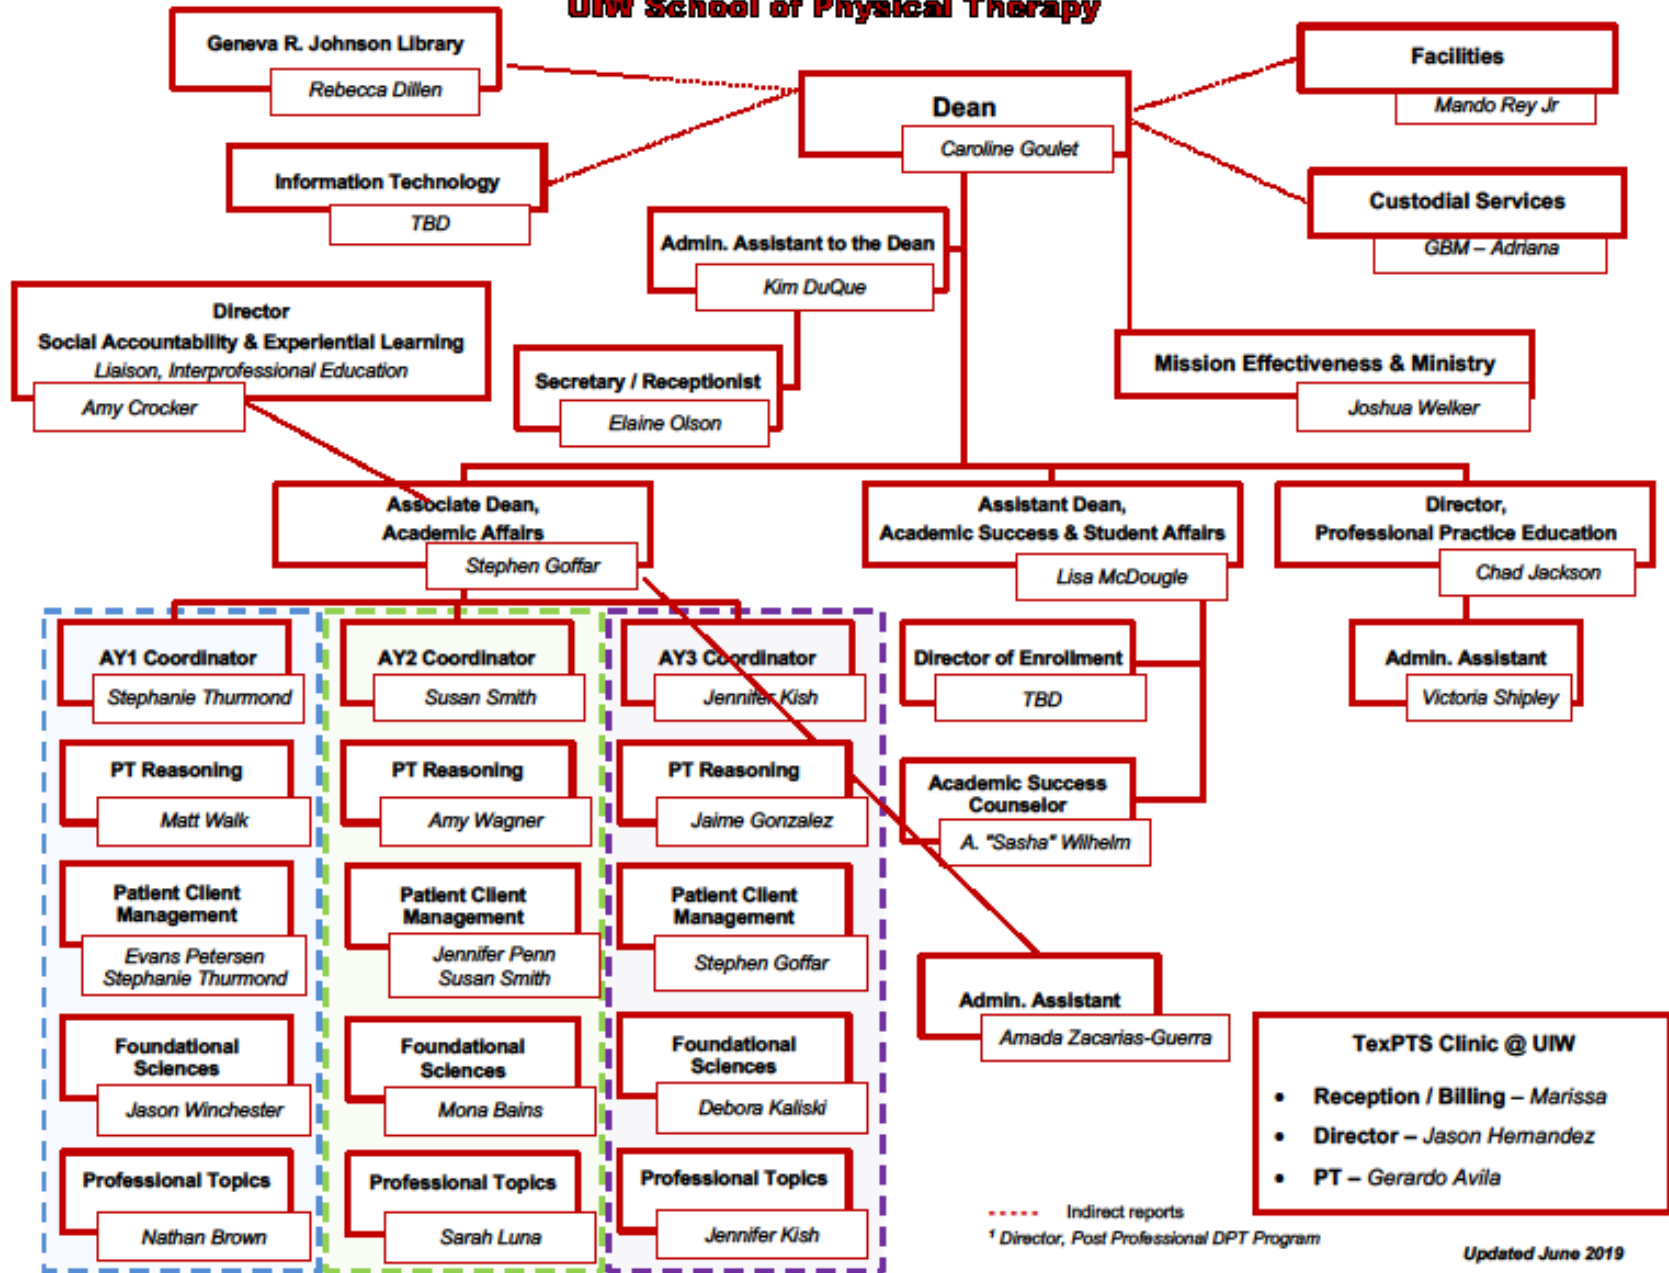 UIW School of Physical Therapy
Geneva R. Johnson Library
Rebecca Dillen
Facilities
Mando Rey Jr
Dean
Caroline Goulet
Information Technology
TBD
Custodial Services
GBM – Adriana
Admin. Assistant to the Dean
Kim DuQue
Director
Social Accountability & Experiential Learning
Liaison, Interprofessional Education
Amy Crocker
Secretary / Receptionist
Elaine Olson
Mission Effectiveness & Ministry
Joshua Welker
Associate Dean,
Academic Affairs
Stephen Goffar
Assistant Dean,
Academic Success & Student Affairs
Lisa McDougle
Director,
Professional Practice Education
Chad Jackson
AY1 Coordinator
Stephanie Thurmond
AY2 Coordinator
Susan Smith
AY3 Coordinator
Jennifer Kish
Director of Enrollment
TBD
Admin. Assistant
Victoria Shipley
PT Reasoning
Matt Walk
PT Reasoning
Amy Wagner
PT Reasoning
Jaime Gonzalez
Academic Success
Counselor
A. "Sasha" Wilhelm
Patient Client
Management
Evans Petersen
Stephanie Thurmond
Patient Client
Management
Jennifer Penn
Susan Smith
Patient Client
Management
Stephen Goffar
Admin. Assistant
Amada Zacarias-Guerra
Foundational
Sciences
Jason Winchester
Foundational
Sciences
Mona Bains
Foundational
Sciences
Debora Kaliski
TexPTS Clinic @ UIW
• Reception / Billing – Marissa
• Director – Jason Hernandez
• PT – Gerardo Avila
Professional Topics
Nathan Brown
Professional Topics
Sarah Luna
Professional Topics
Jennifer Kish
----- Indirect reports
¹ Director, Post Professional DPT Program
Updated June 2019